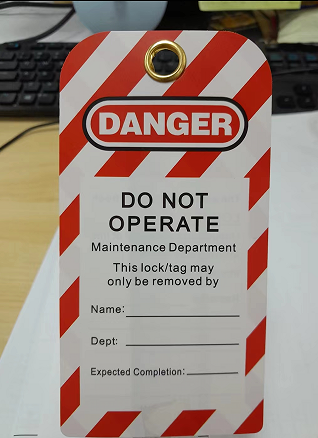 DANGER
DO NOT
OPERATE
Maintenance Department
This lock/tag may
only be removed by
Name:
Dept:
Expected Completion: